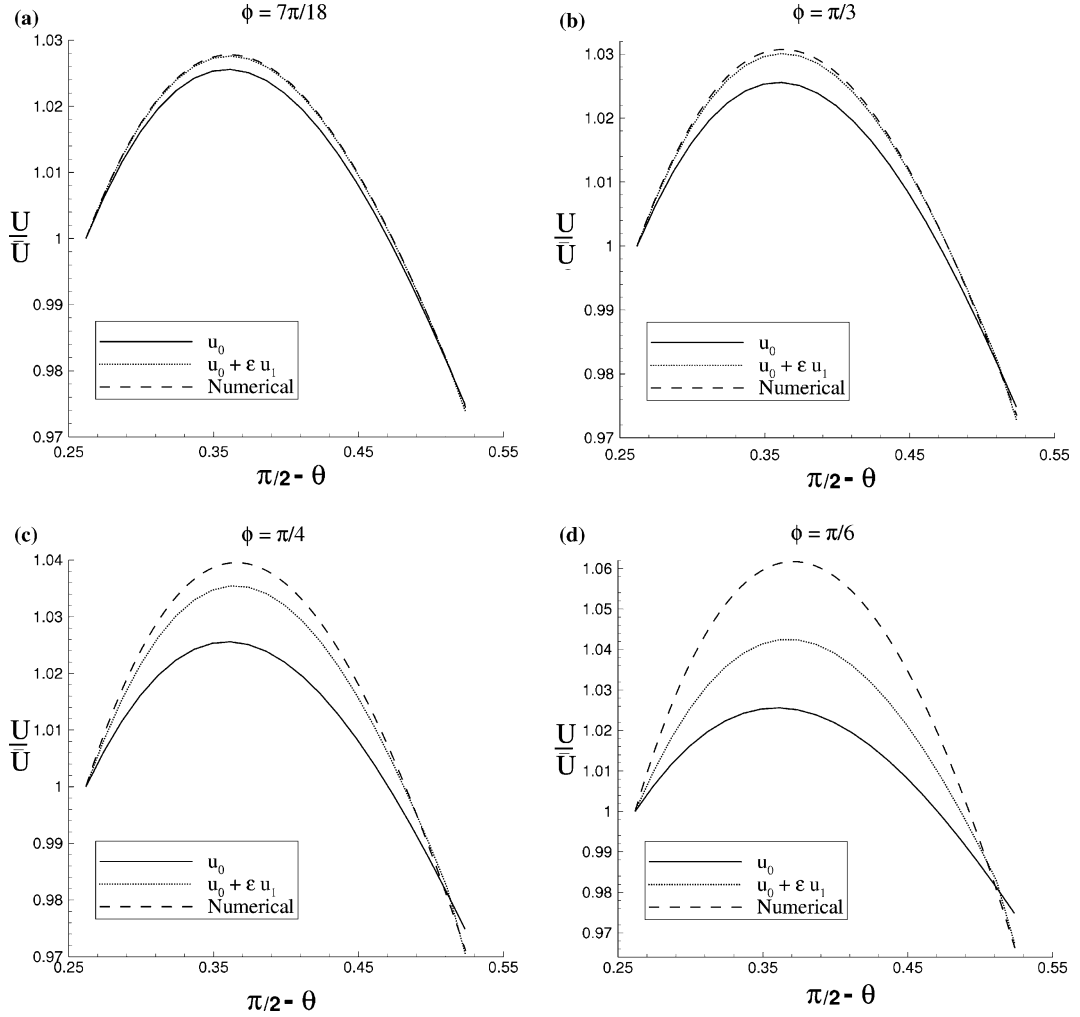 (a)
ϕ = 7π/18
1.03
1.02
1.01
1
0.99
0.98
0.97
U
Ū
u0
u0 + ε u1
Numerical
0.25 0.35 0.45 0.55
π/2 - θ
(b)
ϕ = π/3
1.03
1.02
1.01
1
0.99
0.98
0.97
U
Ū
u0
u0 + ε u1
Numerical
0.25 0.35 0.45 0.55
π/2 - θ
(c)
ϕ = π/4
1.04
1.03
1.02
1.01
1
0.99
0.98
0.97
U
Ū
u0
u0 + ε u1
Numerical
0.25 0.35 0.45 0.55
π/2 - θ
(d)
ϕ = π/6
1.06
1.05
1.04
1.03
1.02
1.01
1
0.99
0.98
0.97
U
Ū
u0
u0 + ε u1
Numerical
0.25 0.35 0.45 0.55
π/2 - θ